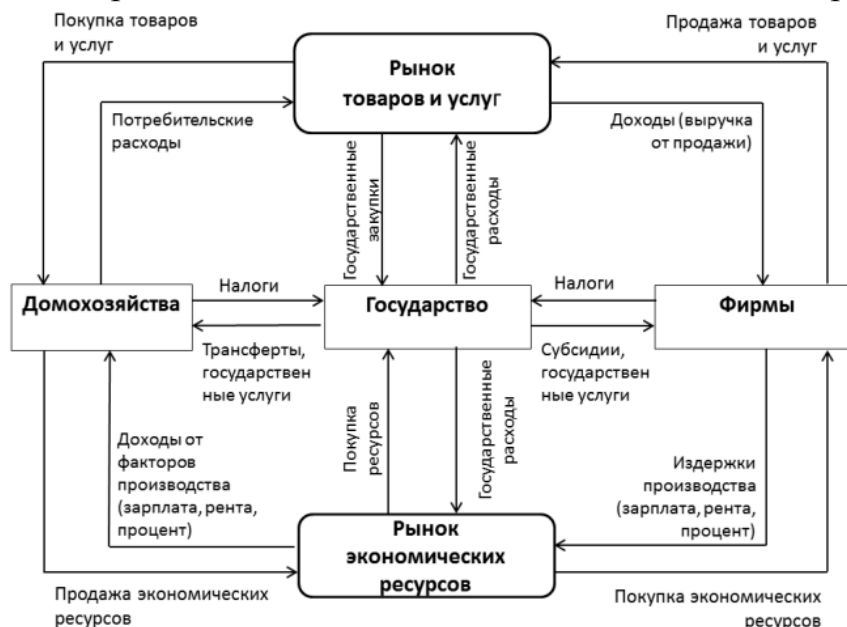 Покупка товаров
и услуг
Продажа товаров
и услуг
Рынок
товаров и услуг
Потребительские
расходы
Доходы (выручка
от продажи)
Государственные
закупки
Государственные
расходы
Домохозяйства
Налоги
Государство
Налоги
Фирмы
Трансферты,
государствен
ные услуги
Субсидии,
государствен
ные услуги
Покупка
ресурсов
Государственные
расходы
Доходы от
факторов
производства
(зарплата, рента,
процент)
Издержки
производства
(зарплата, рента,
процент)
Рынок
экономических
ресурсов
Продажа экономических
ресурсов
Покупка экономических
ресурсов